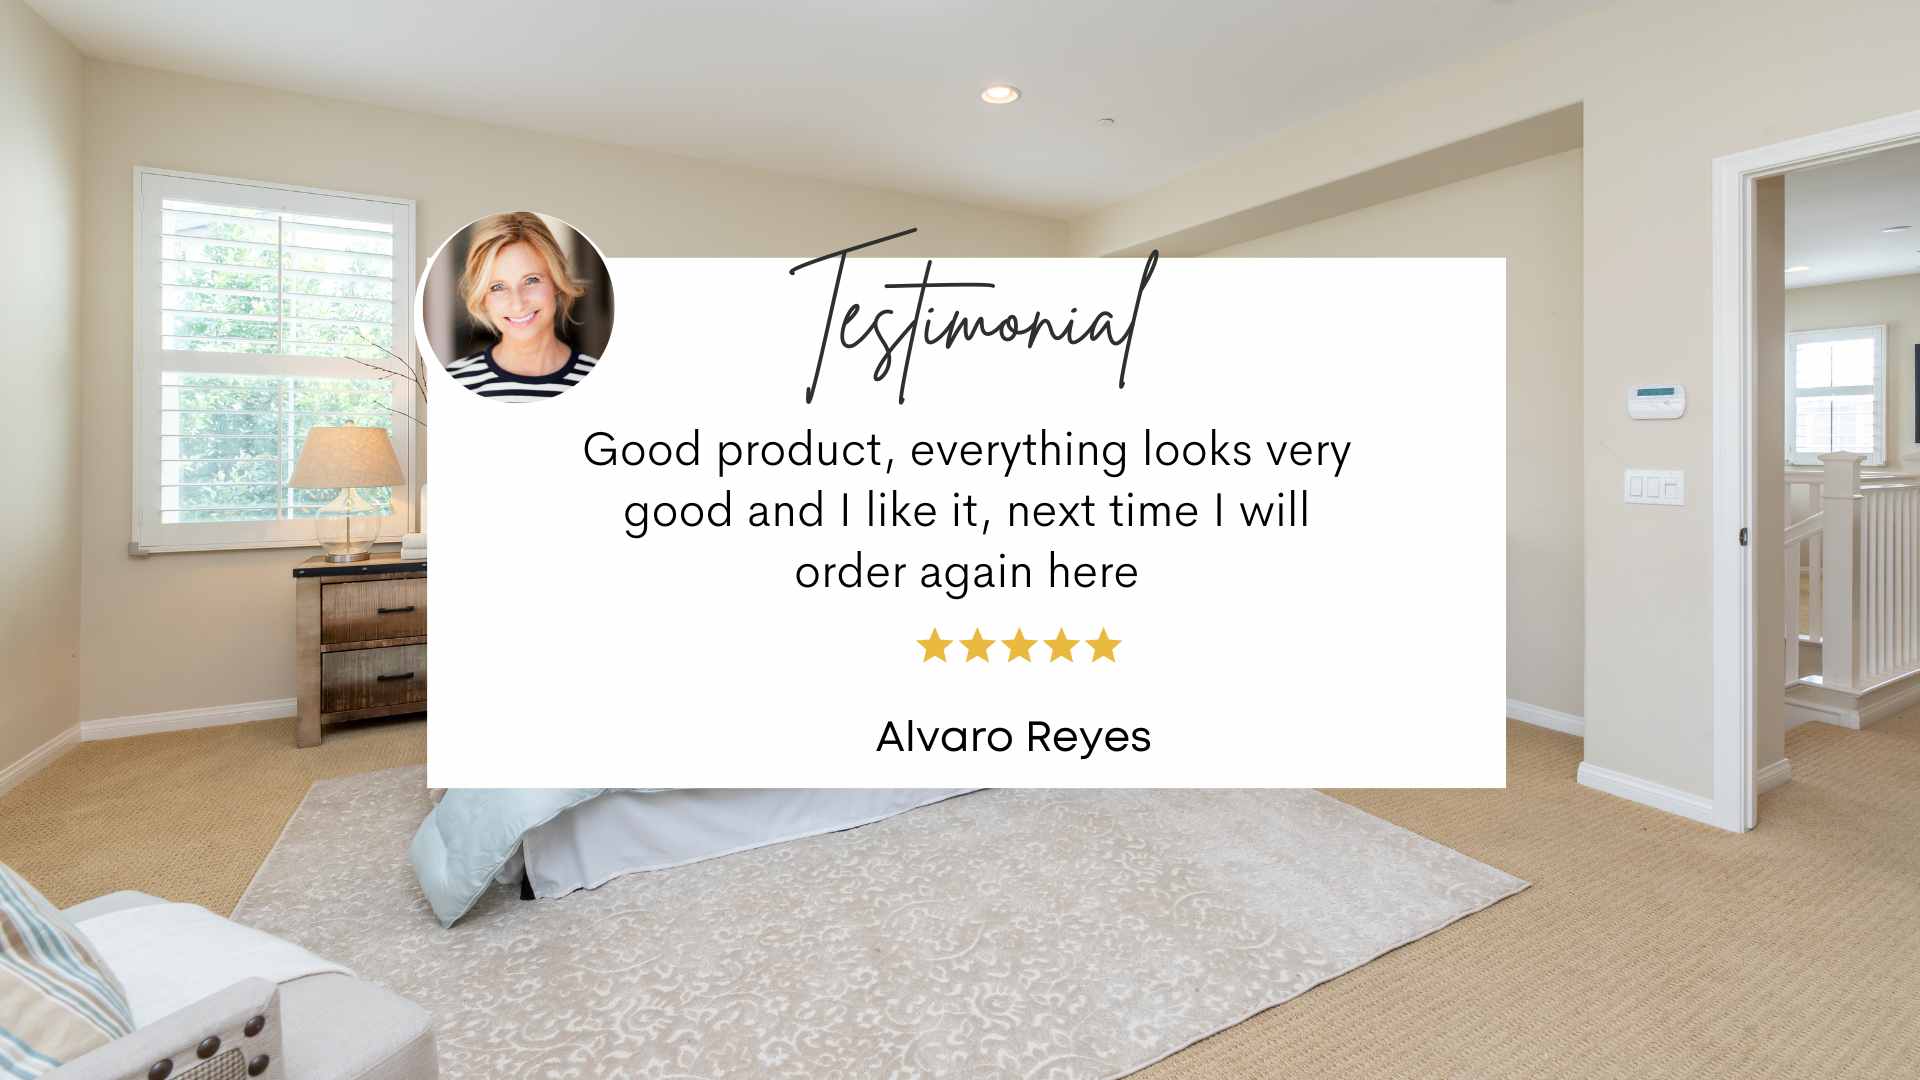 Testimonial
Good product, everything looks very
good and I like it, next time I will
order again here
Alvaro Reyes